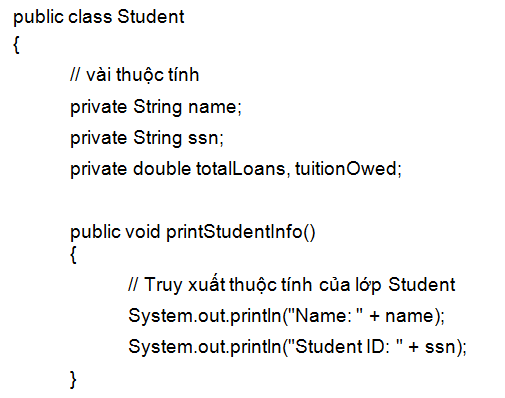 public class Student
{
// vài thuộc tính
private String name;
private String ssn;
private double totalLoans, tuitionOwed;
public void printStudentInfo()
{
// Truy xuất thuộc tính của lớp Student
System.out.println("Name: " + name);
System.out.println("Student ID: " + ssn);
}